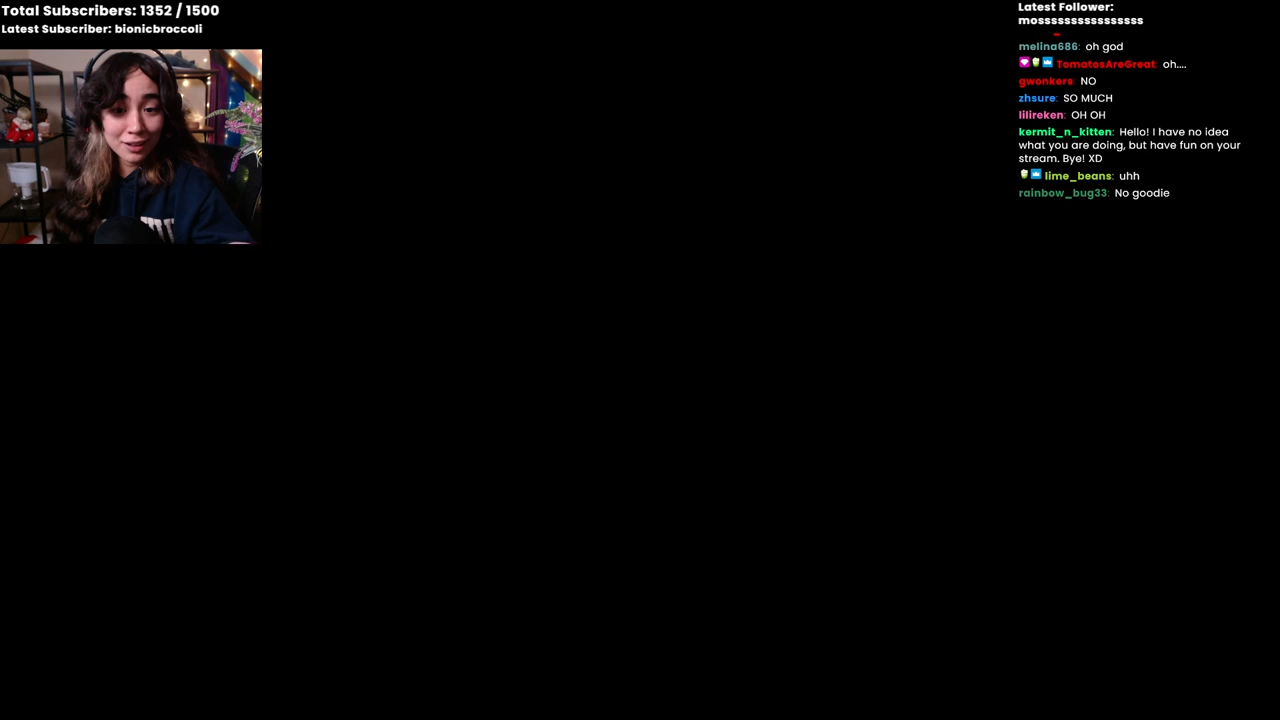 Total Subscribers: 1352 / 1500
Latest Subscriber: bionicbroccoli
Latest Follower:
mosssssssssssssss
melina686: oh god
TomatosAreGreat: oh....
gwonkers: NO
zhsure: SO MUCH
lilireken: OH OH
kermit_n_kitten: Hello! I have no idea
what you are doing, but have fun on your
stream. Bye! XD
lime_beans: uhh
rainbow_bug33: No goodie